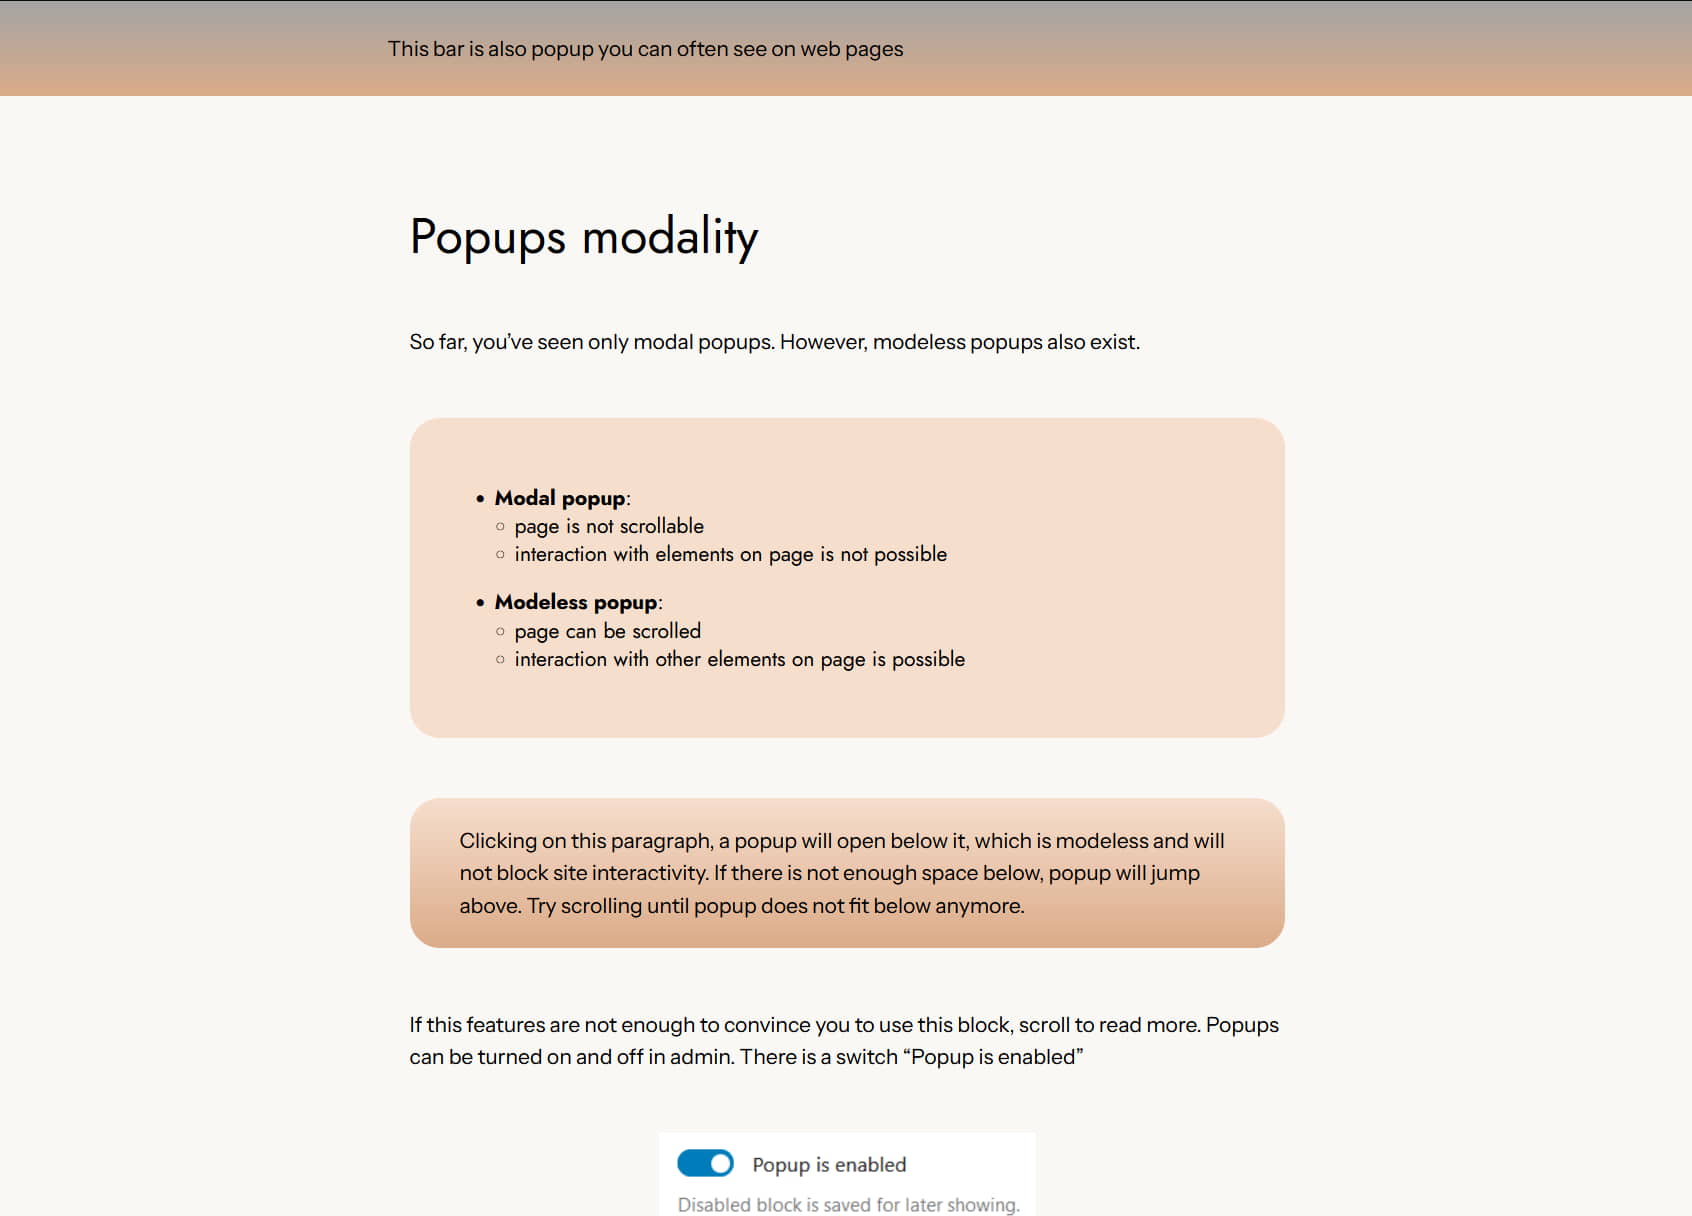 This bar is also popup you can often see on web pages
Popups modality
So far, you’ve seen only modal popups. However, modeless popups also exist.
• Modal popup:
○ page is not scrollable
○ interaction with elements on page is not possible
• Modeless popup:
○ page can be scrolled
○ interaction with other elements on page is possible
Clicking on this paragraph, a popup will open below it, which is modeless and will
not block site interactivity. If there is not enough space below, popup will jump
above. Try scrolling until popup does not fit below anymore.
If this features are not enough to convince you to use this block, scroll to read more. Popups
can be turned on and off in admin. There is a switch “Popup is enabled”
Popup is enabled
Disabled block is saved for later showing.